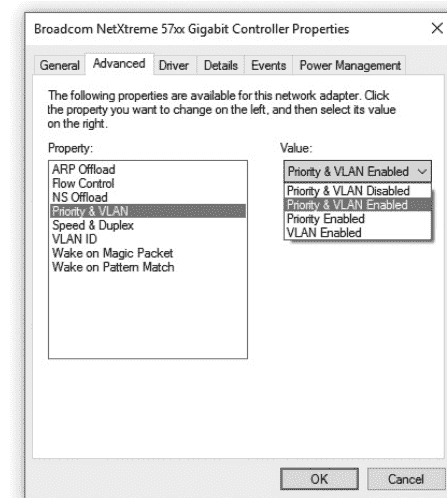 Broadcom NetXtreme 57xx Gigabit Controller Properties
General Advanced Driver Details Events Power Management
The following properties are available for this network adapter. Click
the property you want to change on the left, and then select its value
on the right.
Property:
ARP Offload
Flow Control
NS Offload
Priority & VLAN
Speed & Duplex
VLAN ID
Wake on Magic Packet
Wake on Pattern Match
Value:
Priority & VLAN Enabled
Priority & VLAN Disabled
Priority & VLAN Enabled
Priority Enabled
VLAN Enabled
OK Cancel